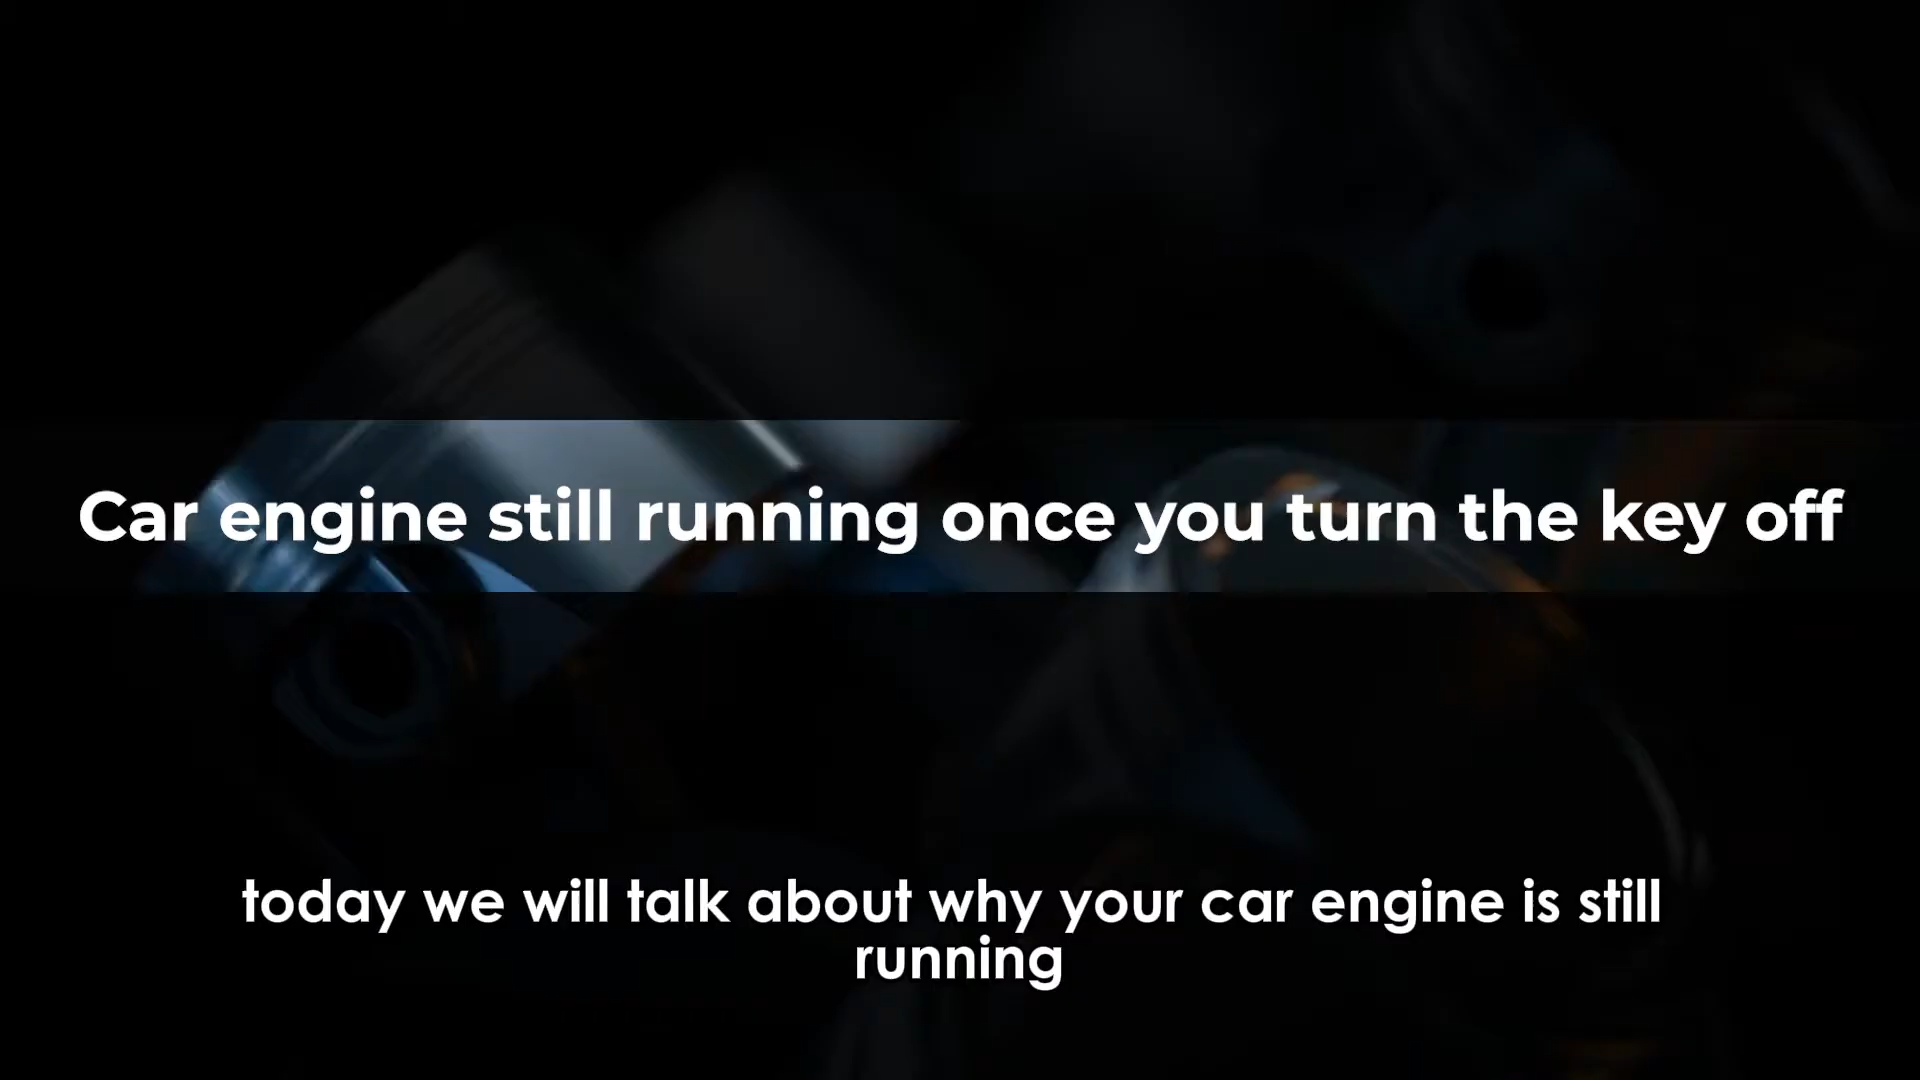 Car engine still running once you turn the key off
today we will talk about why your car engine is still
running